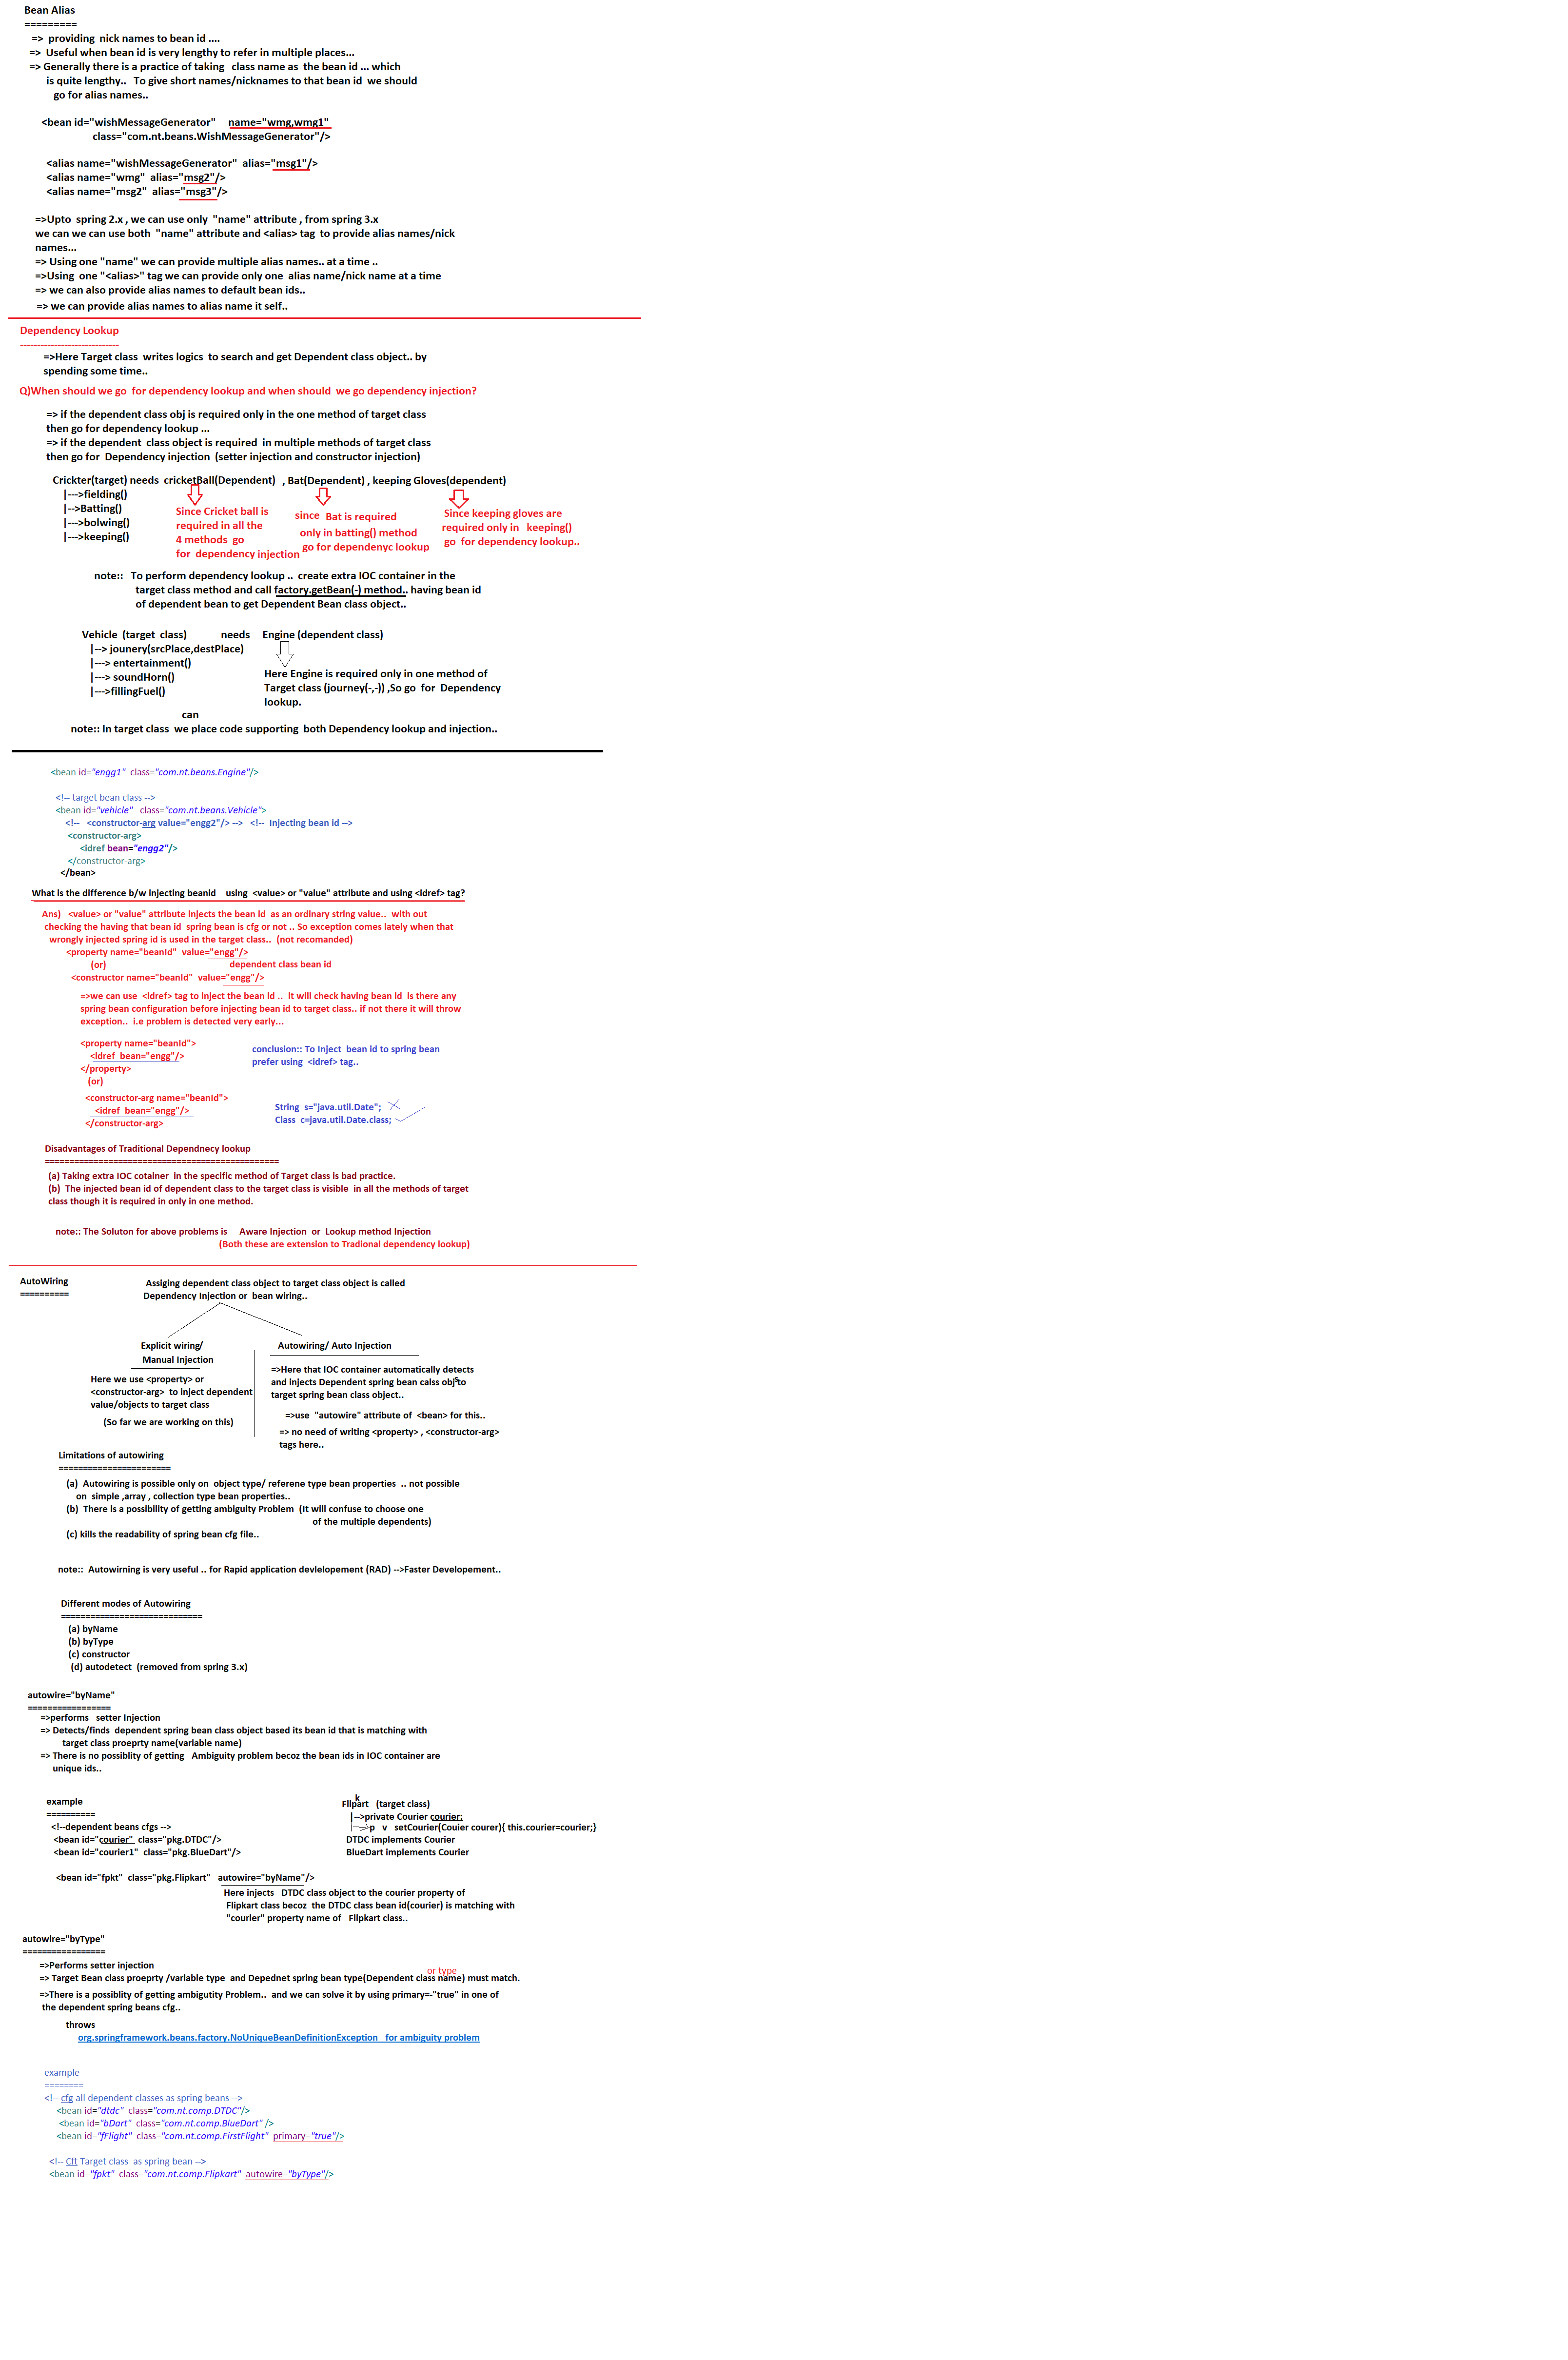 Bean Alias
=========
=> providing nick names to bean id ....
=> Useful when bean id is very lengthy to refer in multiple places...
=> Generally there is a practice of taking class name as the bean id ... which
is quite lengthy.. To give short names/nicknames to that bean id we should
go for alias names..
<bean id="wishMessageGenerator" name="wmg,wmg1"
class="com.nt.beans.WishMessageGenerator"/>
<alias name="wishMessageGenerator" alias="msg1"/>
<alias name="wmg" alias="msg2"/>
<alias name="msg2" alias="msg3"/>
=>Upto spring 2.x , we can use only "name" attribute , from spring 3.x
we can we can use both "name" attribute and <alias> tag to provide alias names/nick
names...
=> Using one "name" we can provide multiple alias names.. at a time ..
=>Using one "<alias>" tag we can provide only one alias name/nick name at a time
=> we can also provide alias names to default bean ids..
=> we can provide alias names to alias name it self..
Dependency Lookup
-----------------------------
=>Here Target class writes logics to search and get Dependent class object.. by
spending some time..
Q)When should we go for dependency lookup and when should we go dependency injection?
=> if the dependent class obj is required only in the one method of target class
then go for dependency lookup ...
=> if the dependent class object is required in multiple methods of target class
then go for Dependency injection (setter injection and constructor injection)
Crickter(target) needs cricketBall(Dependent) , Bat(Dependent) , keeping Gloves(dependent)
|--->fielding()
|-->Batting()
|--->bolwing()
|--->keeping()
Since Cricket ball is
required in all the
4 methods go
for dependency injection
since Bat is required
only in batting() method
go for dependenyc lookup
Since keeping gloves are
required only in keeping()
go for dependency lookup..
note:: To perform dependency lookup .. create extra IOC container in the
target class method and call factory.getBean(-) method.. having bean id
of dependent bean to get Dependent Bean class object..
Vehicle (target class) needs Engine (dependent class)
|--> jounery(srcPlace,destPlace)
|---> entertainment()
|---> soundHorn()
|--->fillingFuel()
Here Engine is required only in one method of
Target class (journey(-,-)) ,So go for Dependency
lookup.
can
note:: In target class we place code supporting both Dependency lookup and injection..
<bean id="engg1" class="com.nt.beans.Engine"/>
<!-- target bean class -->
<bean id="vehicle" class="com.nt.beans.Vehicle">
<!-- <constructor-arg value="engg2"/> --> <!-- Injecting bean id -->
<constructor-arg>
<idref bean="engg2"/>
</constructor-arg>
</bean>
What is the difference b/w injecting beanid using <value> or "value" attribute and using <idref> tag?
Ans) <value> or "value" attribute injects the bean id as an ordinary string value.. with out
checking the having that bean id spring bean is cfg or not .. So exception comes lately when that
wrongly injected spring id is used in the target class.. (not recomanded)
<property name="beanId" value="engg"/>
(or) dependent class bean id
<constructor name="beanId" value="engg"/>
=>we can use <idref> tag to inject the bean id .. it will check having bean id is there any
spring bean configuration before injecting bean id to target class.. if not there it will throw
exception.. i.e problem is detected very early...
<property name="beanId">
<idref bean="engg"/>
</property>
(or)
<constructor-arg name="beanId">
<idref bean="engg"/>
</constructor-arg>
conclusion:: To Inject bean id to spring bean
prefer using <idref> tag..
String s="java.util.Date";
Class c=java.util.Date.class;
Disadvantages of Traditional Dependnecy lookup
================================================
(a) Taking extra IOC cotainer in the specific method of Target class is bad practice.
(b) The injected bean id of dependent class to the target class is visible in all the methods of target
class though it is required in only in one method.
note:: The Soluton for above problems is Aware Injection or Lookup method Injection
(Both these are extension to Tradional dependency lookup)
AutoWiring
==========
Assiging dependent class object to target class object is called
Dependency Injection or bean wiring..
Explicit wiring/
Manual Injection
Here we use <property> or
<constructor-arg> to inject dependent
value/objects to target class
(So far we are working on this)
Autowiring/ Auto Injection
=>Here that IOC container automatically detects
and injects Dependent spring bean calss objsto
target spring bean class object..
=>use "autowire" attribute of <bean> for this..
=> no need of writing <property> , <constructor-arg>
tags here..
Limitations of autowiring
=======================
(a) Autowiring is possible only on object type/ referene type bean properties .. not possible
on simple ,array , collection type bean properties..
(b) There is a possibility of getting ambiguity Problem (It will confuse to choose one
of the multiple dependents)
(c) kills the readability of spring bean cfg file..
note:: Autowirning is very useful .. for Rapid application devlelopement (RAD) -->Faster Developement..
Different modes of Autowiring
=============================
(a) byName
(b) byType
(c) constructor
(d) autodetect (removed from spring 3.x)
autowire="byName"
=================
=>performs setter Injection
=> Detects/finds dependent spring bean class object based its bean id that is matching with
target class proeprty name(variable name)
=> There is no possiblity of getting Ambiguity problem becoz the bean ids in IOC container are
unique ids..
example
==========
<!--dependent beans cfgs -->
<bean id="courier" class="pkg.DTDC"/>
<bean id="courier1" class="pkg.BlueDart"/>
k
Flipart (target class)
|-->private Courier courier;
|--->p v setCourier(Couier courer){ this.courier=courier;}
DTDC implements Courier
BlueDart implements Courier
<bean id="fpkt" class="pkg.Flipkart" autowire="byName"/>
Here injects DTDC class object to the courier property of
Flipkart class becoz the DTDC class bean id(courier) is matching with
"courier" property name of Flipkart class..
autowire="byType"
=================
=>Performs setter injection
or type
=> Target Bean class proeprty /variable type and Depednet spring bean type(Dependent class name) must match.
=>There is a possiblity of getting ambigutity Problem.. and we can solve it by using primary=-"true" in one of
the dependent spring beans cfg..
throws
org.springframework.beans.factory.NoUniqueBeanDefinitionException for ambiguity problem
example
========
<!-- cfg all dependent classes as spring beans -->
<bean id="dtdc" class="com.nt.comp.DTDC"/>
<bean id="bDart" class="com.nt.comp.BlueDart" />
<bean id="fFlight" class="com.nt.comp.FirstFlight" primary="true"/>
<!-- Cft Target class as spring bean -->
<bean id="fpkt" class="com.nt.comp.Flipkart" autowire="byType"/>